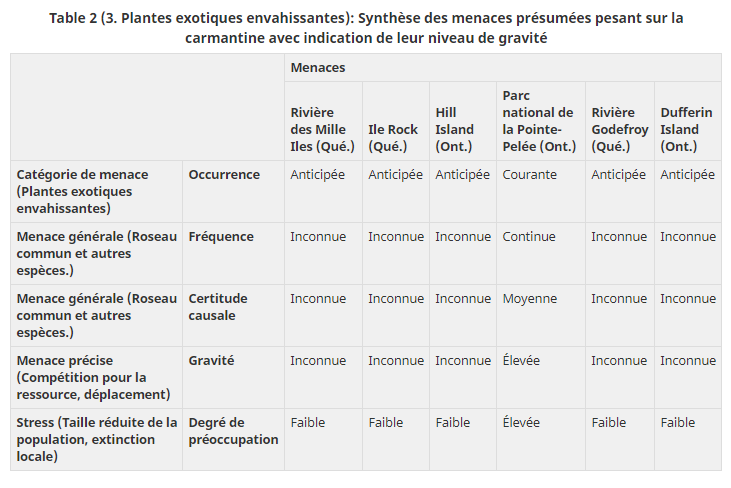 Table 2 (3. Plantes exotiques envahissantes): Synthèse des menaces présumées pesant sur la
carmantine avec indication de leur niveau de gravité
Menaces
Rivière
des Mille
Iles (Qué.)
Ile Rock
(Qué.)
Hill
Island
(Ont.)
Parc
national de
la Pointe-
Pelée (Ont.)
Rivière
Godefroy
(Qué.)
Dufferin
Island
(Ont.)
Catégorie de menace
(Plantes exotiques
envahissantes)
Occurrence
Anticipée
Anticipée
Anticipée
Courante
Anticipée
Anticipée
Menace générale (Roseau
commun et autres
espèces.)
Fréquence
Inconnue
Inconnue
Inconnue
Continue
Inconnue
Inconnue
Menace générale (Roseau
commun et autres
espèces.)
Certitude
causale
Inconnue
Inconnue
Inconnue
Moyenne
Inconnue
Inconnue
Menace précise
(Compétition pour la
ressource, déplacement)
Gravité
Inconnue
Inconnue
Inconnue
Élevée
Inconnue
Inconnue
Stress (Taille réduite de la
population, extinction
locale)
Degré de
préoccupation
Faible
Faible
Faible
Élevée
Faible
Faible